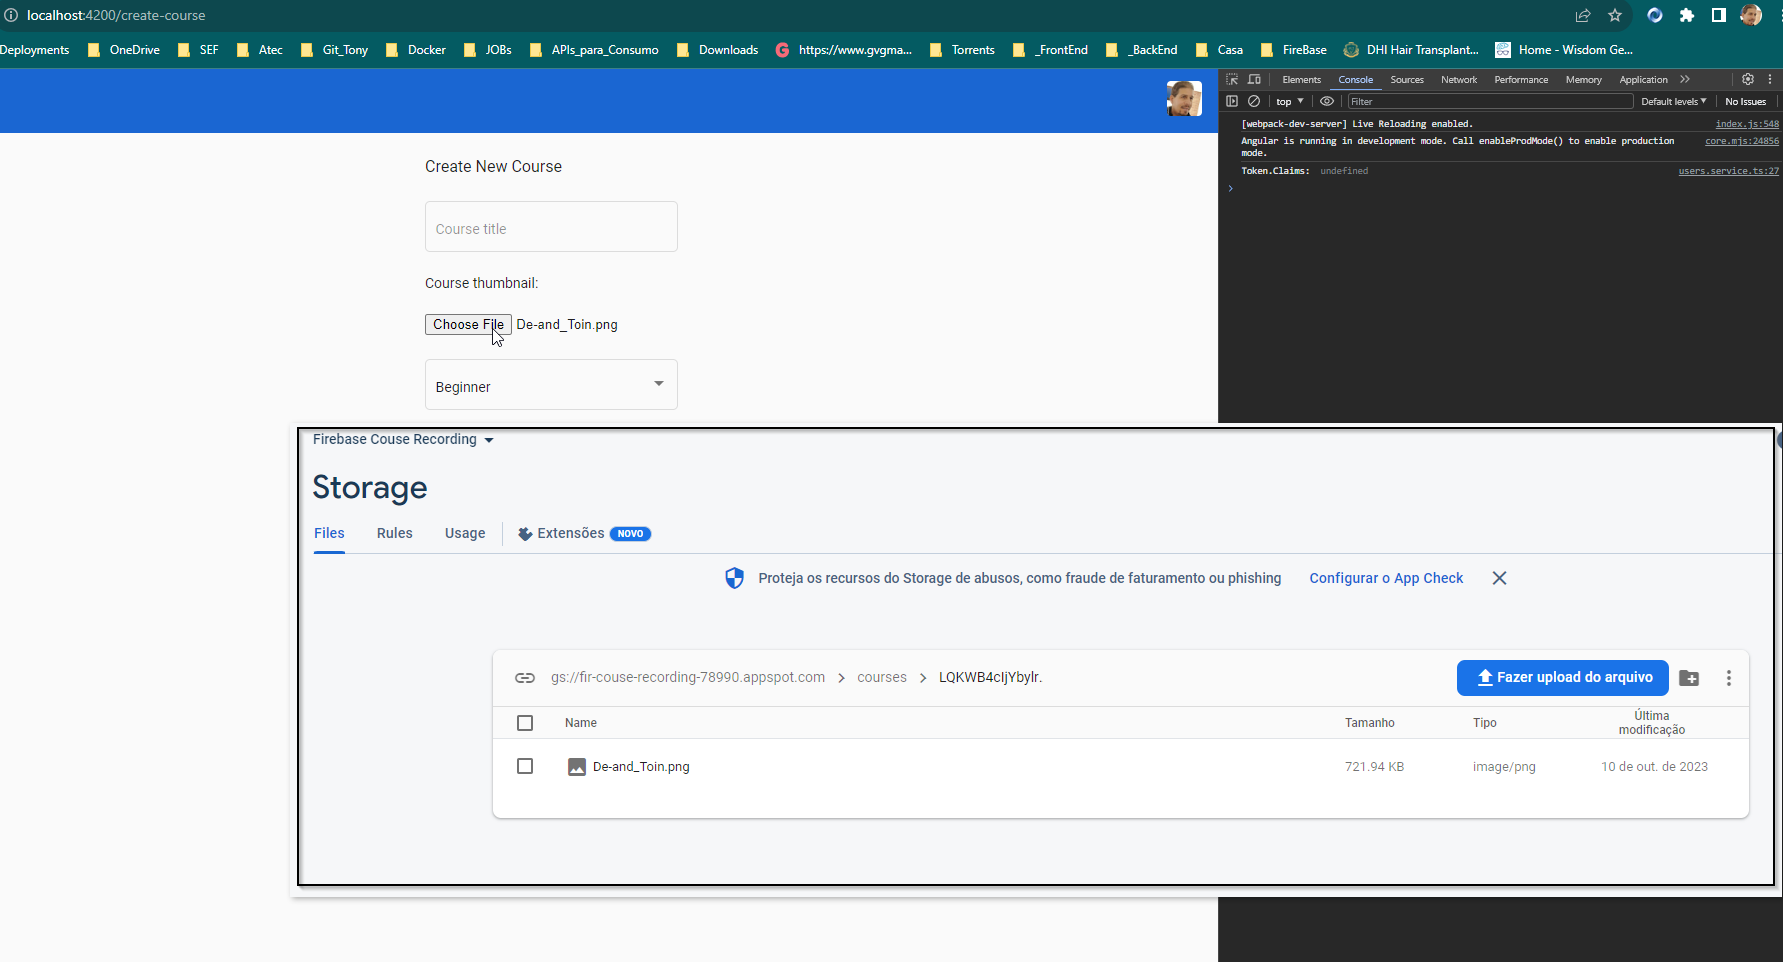 localhost:4200/create-course
Deployments OneDrive SEF Atec Git_Tony Docker JOBs APIs_para_Consumo Downloads https://www.gvgma... Torrents _FrontEnd _BackEnd Casa FireBase DHI Hair Transplant... Home - Wisdom Ge...
Elements Console Sources Network Performance Memory Application
top Filter Default levels No Issues
[webpack-dev-server] Live Reloading enabled. index.js:548
Angular is running in development mode. Call enableProdMode() to enable production core.mjs:24856
mode.
Token.Claims: undefined users.service.ts:27
Create New Course
Course title
Course thumbnail:
Choose File De-and_Toin.png
Beginner
Firebase Couse Recording
Storage
Files Rules Usage Extensões NOVO
Proteja os recursos do Storage de abusos, como fraude de faturamento ou phishing Configurar o App Check
gs://fir-couse-recording-78990.appspot.com > courses > LQKWB4cIjYbylr. Fazer upload do arquivo
Name Tamanho Tipo Última
modificação
De-and_Toin.png 721.94 KB image/png 10 de out. de 2023